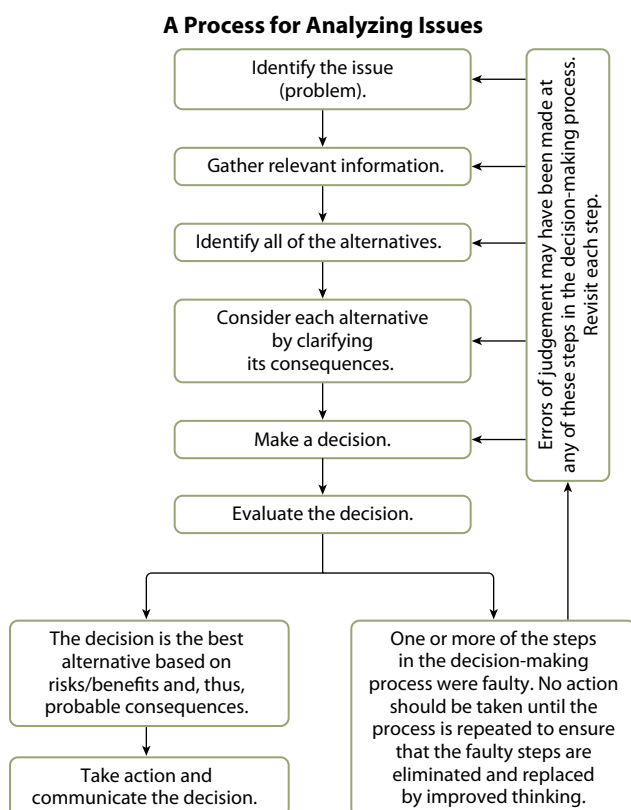 A Process for Analyzing Issues
Identify the issue
(problem).
Gather relevant information.
Identify all of the alternatives.
Consider each alternative
by clarifying
its consequences.
Make a decision.
Evaluate the decision.
Errors of judgement may have been made at
any of these steps in the decision-making process.
Revisit each step.
The decision is the best
alternative based on
risks/benefits and, thus,
probable consequences.
Take action and
communicate the decision.
One or more of the steps
in the decision-making
process were faulty. No action
should be taken until the
process is repeated to ensure
that the faulty steps are
eliminated and replaced
by improved thinking.